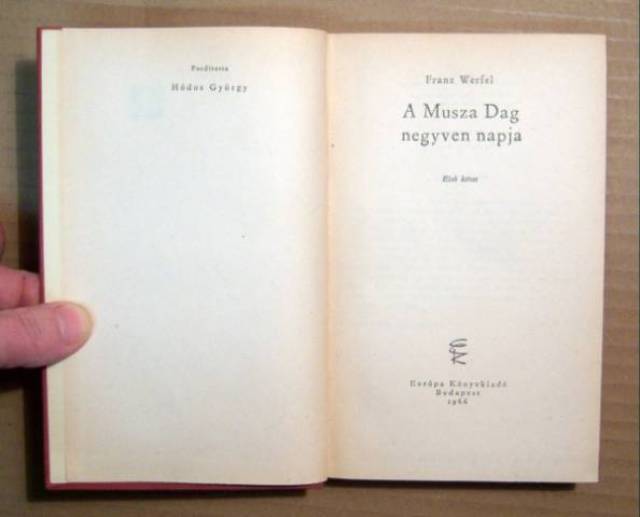 Fordította
Hódos György
Franz Werfel
A Musza Dag
negyven napja
Első kötet
Európa Könyvkiadó
Budapest
1966